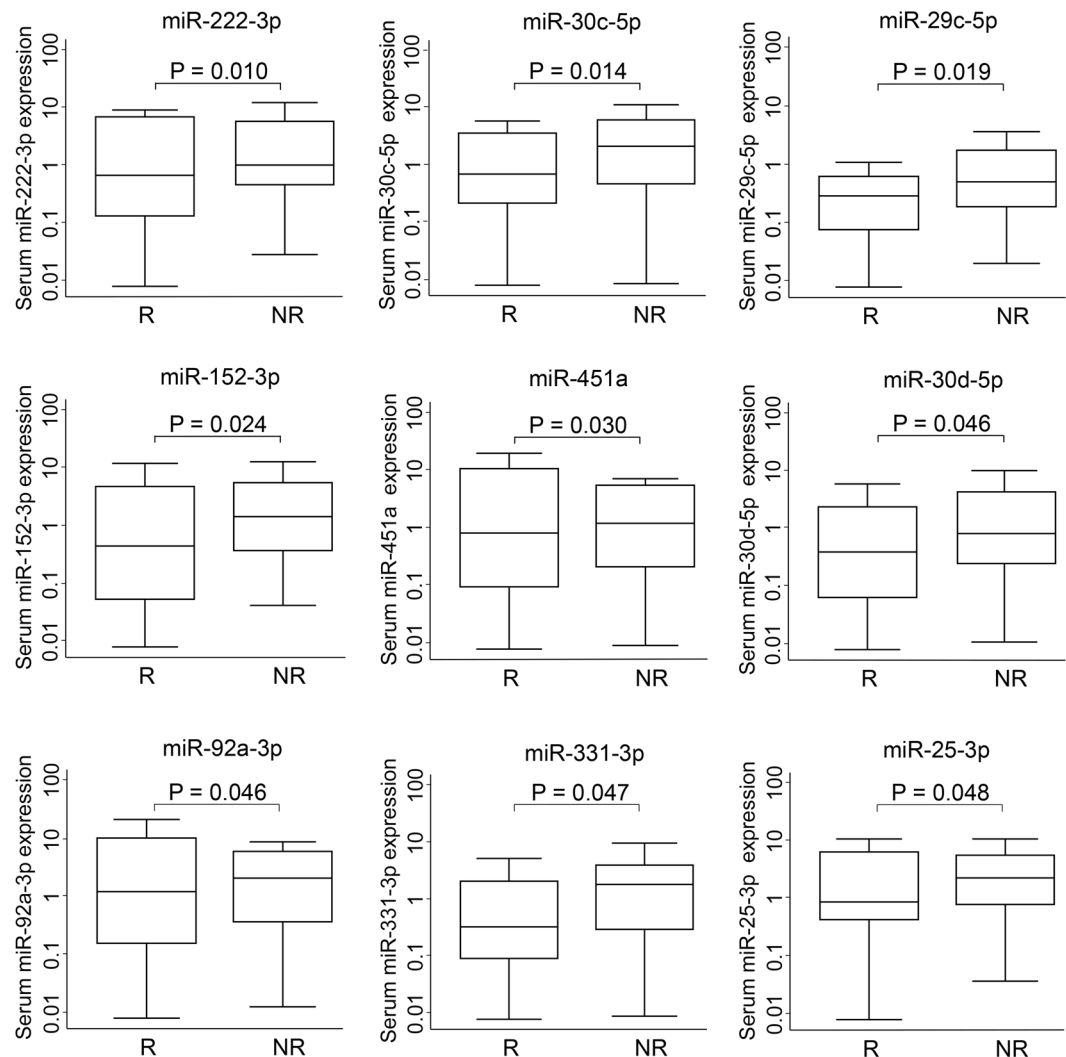 miR-222-3p
Serum miR-222-3p expression
100
10
1
0.1
0.01
P = 0.010
R
NR
miR-30c-5p
Serum miR-30c-5p expression
100
10
1
0.1
0.01
P = 0.014
R
NR
miR-29c-5p
Serum miR-29c-5p expression
100
10
1
0.1
0.01
P = 0.019
R
NR
miR-152-3p
Serum miR-152-3p expression
100
10
1
0.1
0.01
P = 0.024
R
NR
miR-451a
Serum miR-451a expression
100
10
1
0.1
0.01
P = 0.030
R
NR
miR-30d-5p
Serum miR-30d-5p expression
100
10
1
0.1
0.01
P = 0.046
R
NR
miR-92a-3p
Serum miR-92a-3p expression
100
10
1
0.1
0.01
P = 0.046
R
NR
miR-331-3p
Serum miR-331-3p expression
100
10
1
0.1
0.01
P = 0.047
R
NR
miR-25-3p
Serum miR-25-3p expression
100
10
1
0.1
0.01
P = 0.048
R
NR